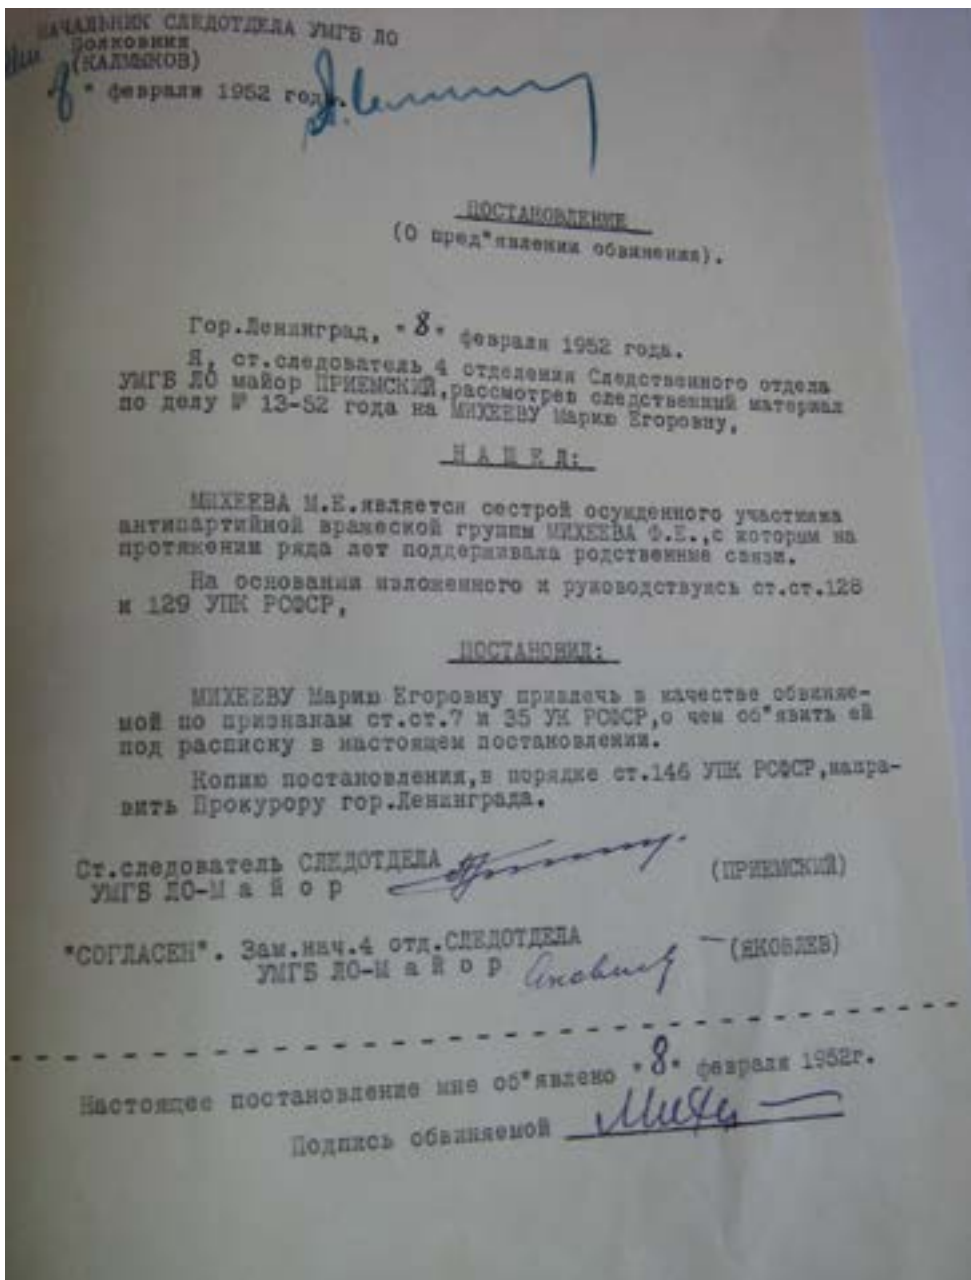 НАЧАЛЬНИК СЛЕДОТДЕЛА УМГБ ЛО
Полковник
(КАЛМЫКОВ)
"8" февраля 1952 года.
ПОСТАНОВЛЕНИЕ
(О пред"явлении обвинения).
Гор.Ленинград, "8" февраля 1952 года.
Я, ст.следователь 4 отделения Следственного отдела
УМГБ ЛО майор ПРИЕМСКИЙ,рассмотрев следственный материал
по делу № 13-52 года на МИХЕЕВУ Марию Егоровну,
НАШЕЛ:
МИХЕЕВА М.Е.является сестрой осужденного участника
антипартийной вражеской группы МИХЕЕВА Ф.Е.,с которым на
протяжении ряда лет поддерживала родственные связи.
На основании изложенного и руководствуясь ст.ст.128
и 129 УПК РСФСР,
ПОСТАНОВИЛ:
МИХЕЕВУ Марию Егоровну привлечь в качестве обвиняе-
мой по признакам ст.ст.7 и 35 УК РСФСР,о чем об"явить ей
под расписку в настоящем постановлении.
Копию постановления,в порядке ст.146 УПК РСФСР,напра-
вить Прокурору гор.Ленинграда.
Ст.следователь СЛЕДОТДЕЛА
УМГБ ЛО-М а й о р (ПРИЕМСКИЙ)
"СОГЛАСЕН". Зам.нач.4 отд.СЛЕДОТДЕЛА
УМГБ ЛО-М а й о р (ЯКОВЛЕВ)
Настоящее постановление мне об"явлено "8" февраля 1952г.
Подпись обвиняемой